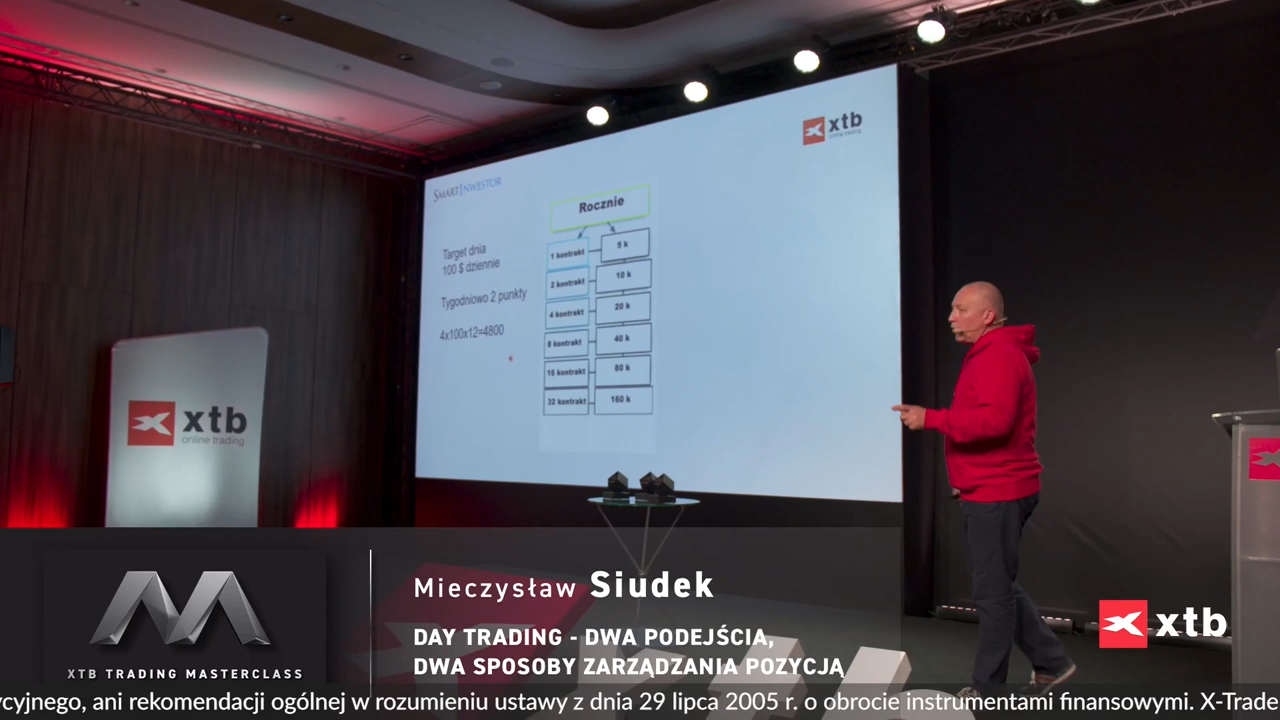 xtb
online trading
SMART INWESTOR
Rocznie
Target dnia
100 $ dziennie
Tygodniowo 2 punkty
4x100x12=4800
1 kontrakt
5 k
2 kontrakt
10 k
4 kontrakt
20 k
8 kontrakt
40 k
16 kontrakt
80 k
32 kontrakt
160 k
xtb
online trading
Mieczysław Siudek
DAY TRADING - DWA PODEJŚCIA,
DWA SPOSOBY ZARZĄDZANIA POZYCJĄ
XTB TRADING MASTERCLASS
xtb
cyjnego, ani rekomendacji ogólnej w rozumieniu ustawy z dnia 29 lipca 2005 r. o obrocie instrumentami finansowymi. X-Trade